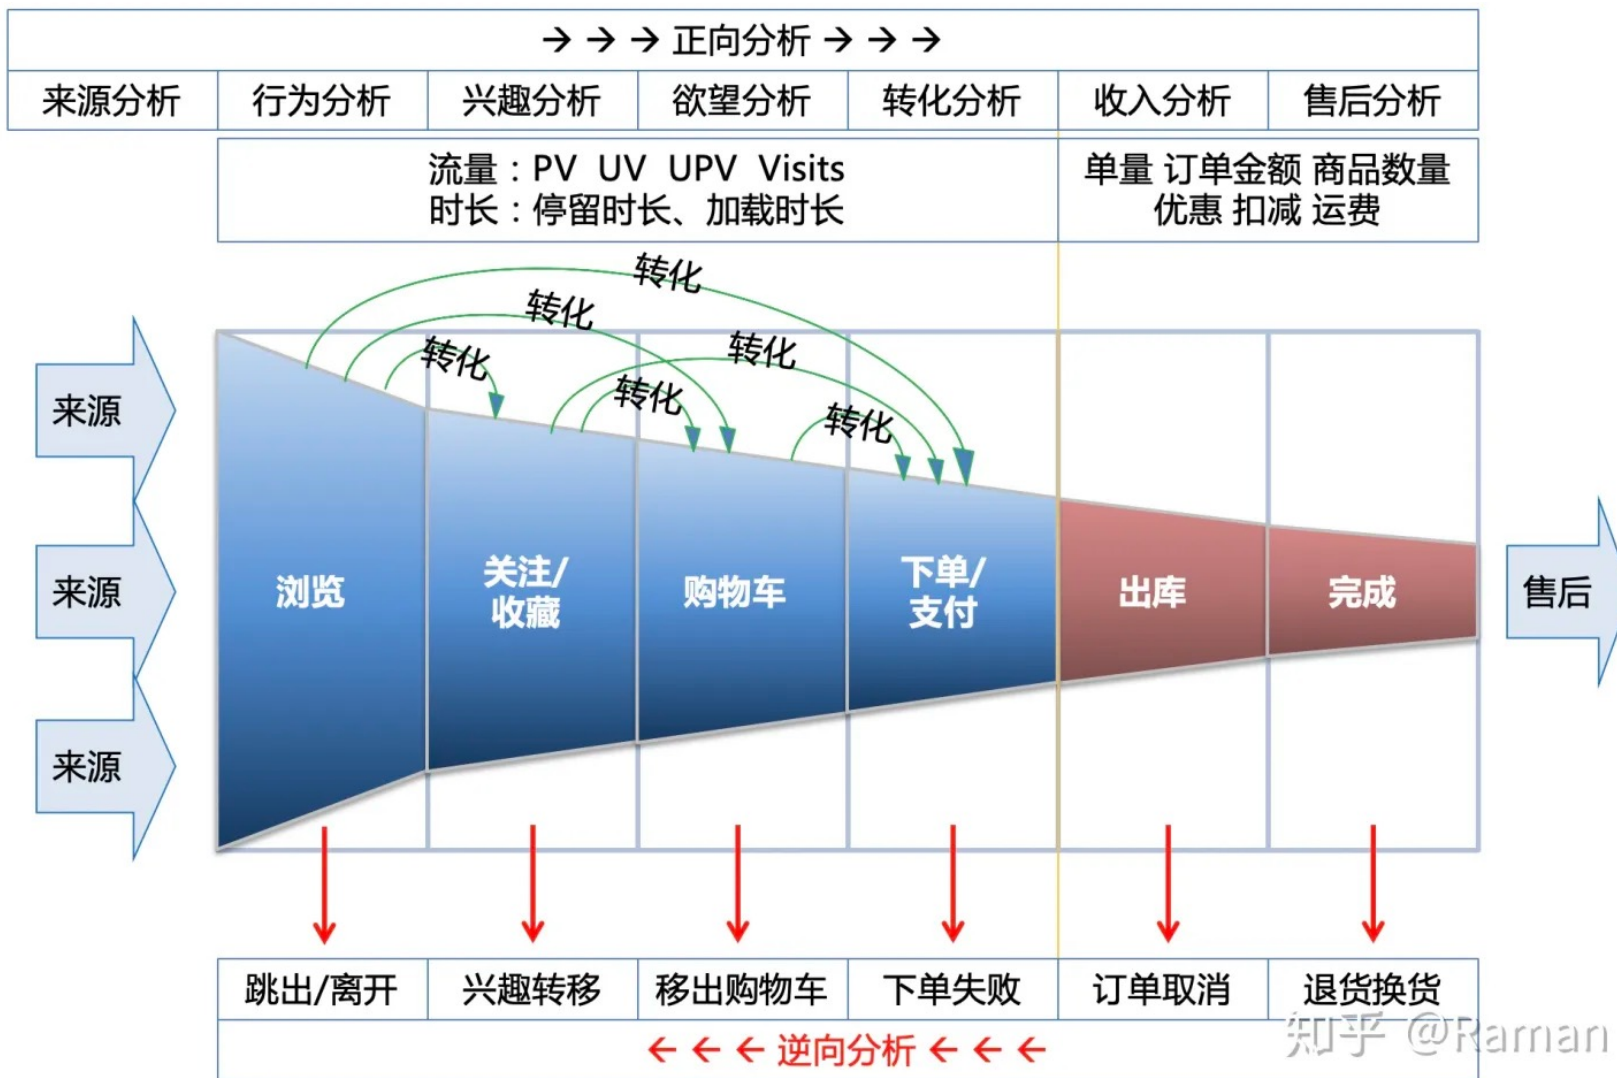 → → → 正向分析 → → →
来源分析 行为分析 兴趣分析 欲望分析 转化分析 收入分析 售后分析
流量：PV UV UPV Visits
时长：停留时长、加载时长
单量 订单金额 商品数量
优惠 扣减 运费
转化
转化
转化
转化
转化
转化
来源
来源
来源
浏览
关注/
收藏
购物车
下单/
支付
出库
完成
售后
跳出/离开 兴趣转移 移出购物车 下单失败 订单取消 退货换货
← ← ← 逆向分析 ← ← ←
知乎 @Raman